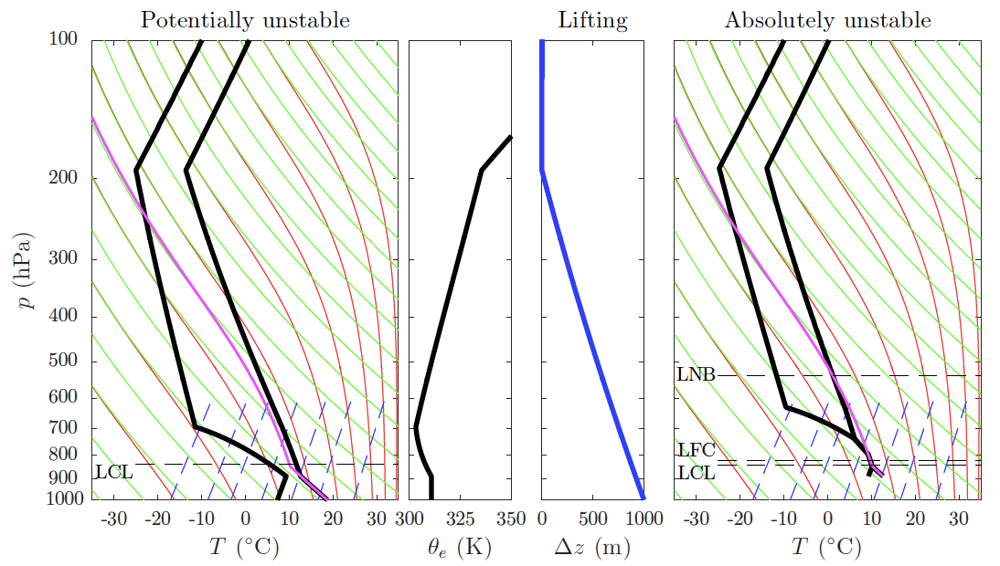 Potentially unstable
Lifting
Absolutely unstable
100
200
300
400
500
600
700
800
900
1000
p (hPa)
LCL
-30 -20 -10 0 10 20 30
T (°C)
300 325 350
θe (K)
0 500 1000
Δz (m)
LNB
LFC
LCL
-30 -20 -10 0 10 20 30
T (°C)